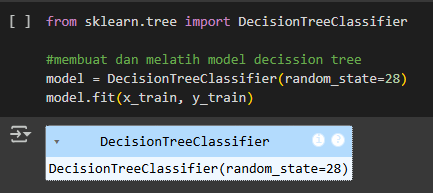 [ ] from sklearn.tree import DecisionTreeClassifier
#membuat dan melatih model decission tree
model = DecisionTreeClassifier(random_state=28)
model.fit(x_train, y_train)
DecisionTreeClassifier i ?
DecisionTreeClassifier(random_state=28)